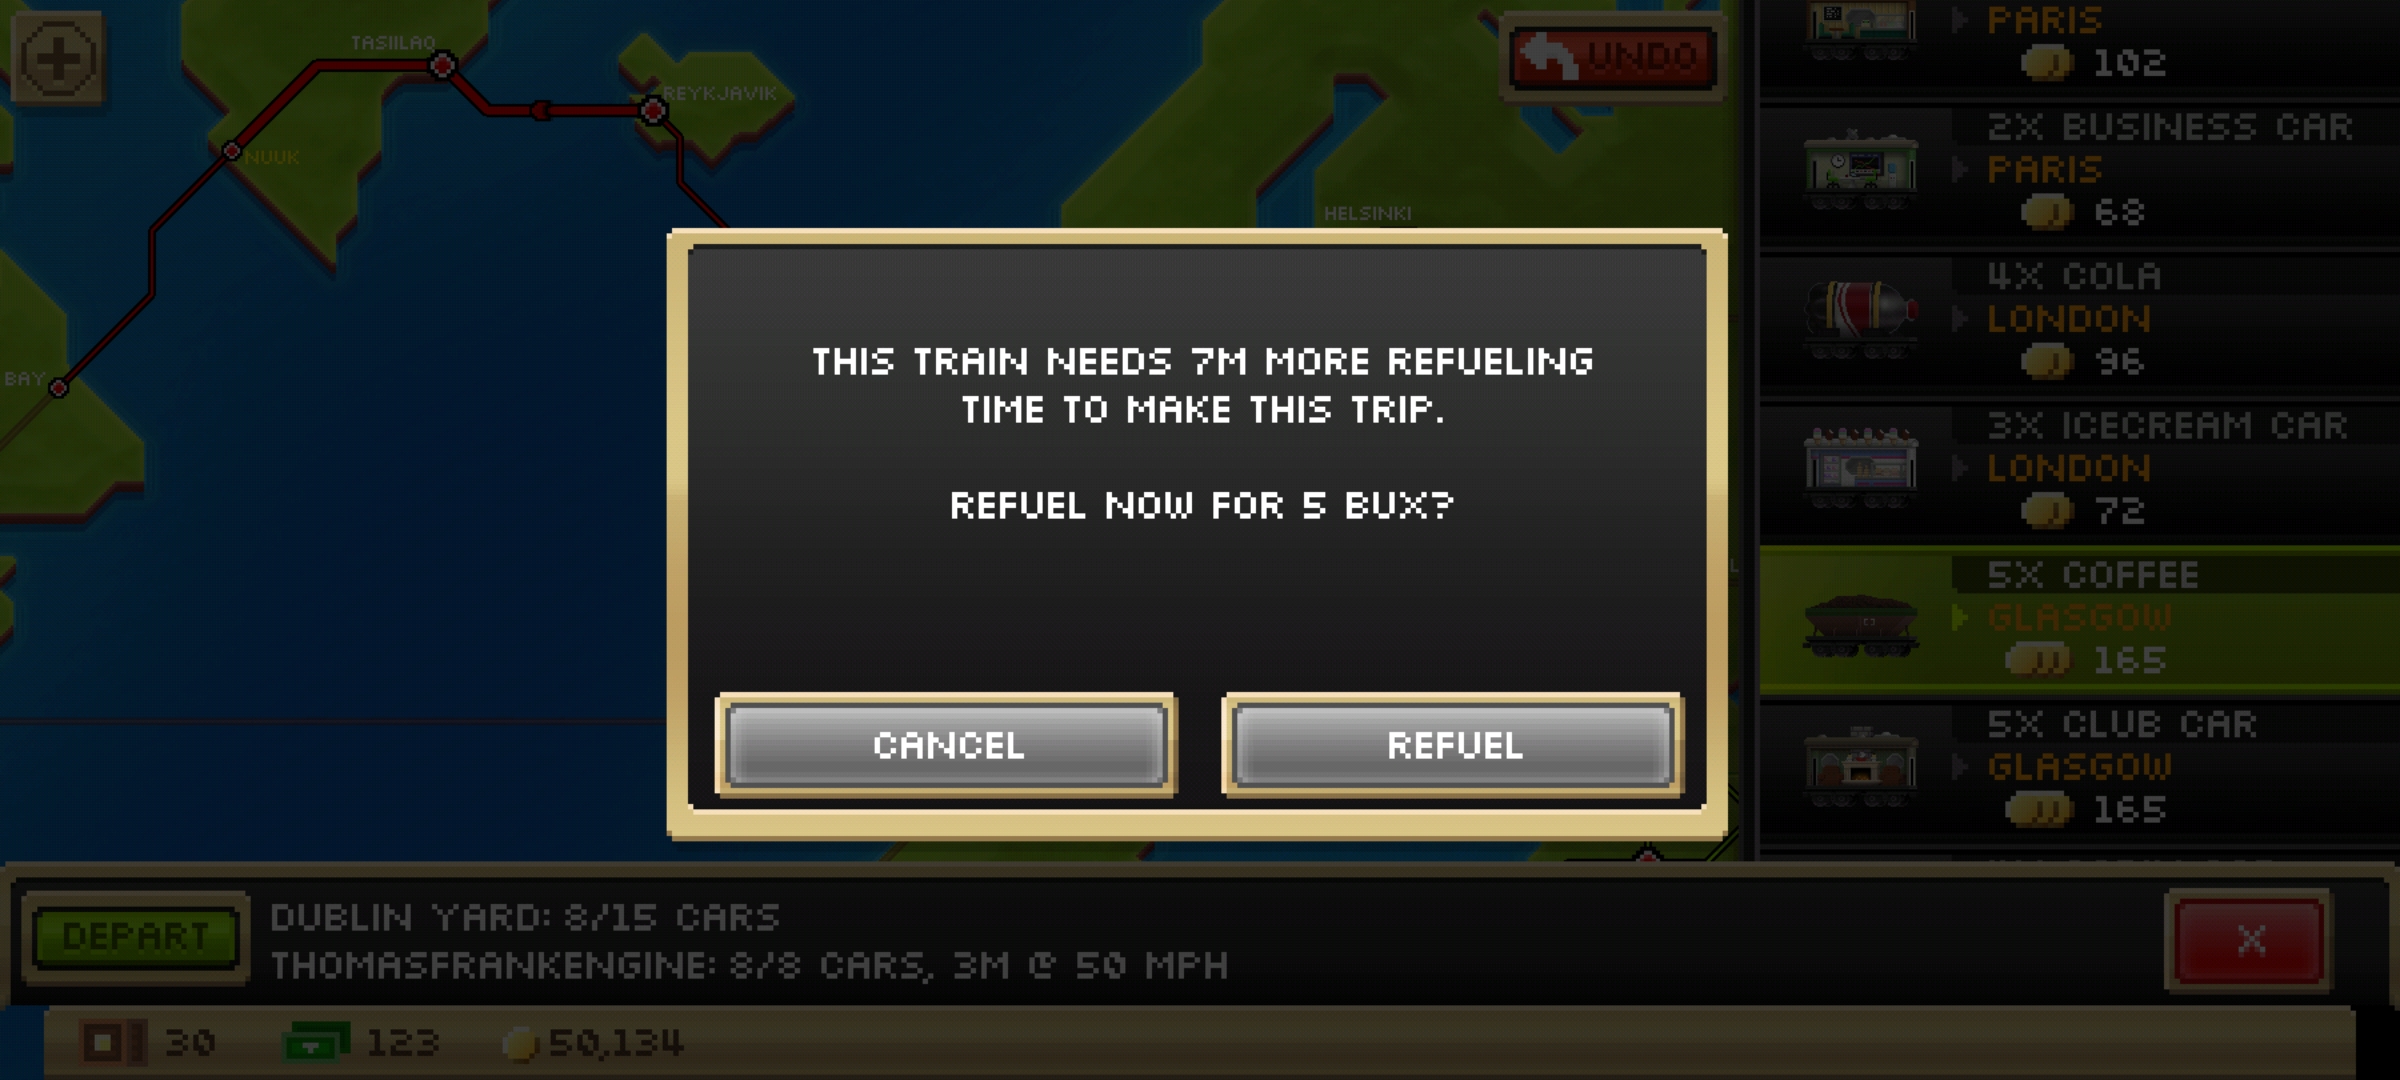 TASIILAQ
REYKJAVIK
NUUK
BAY
HELSINKI
UNDO
PARIS
102
2X BUSINESS CAR
PARIS
68
4X COLA
LONDON
96
3X ICECREAM CAR
LONDON
72
5X COFFEE
GLASGOW
165
5X CLUB CAR
GLASGOW
165
THIS TRAIN NEEDS 7M MORE REFUELING
TIME TO MAKE THIS TRIP.
REFUEL NOW FOR 5 BUX?
CANCEL
REFUEL
DEPART
DUBLIN YARD: 8/15 CARS
THOMASFRANKENGINE: 8/8 CARS, 3M @ 50 MPH
X
30
123
50,134